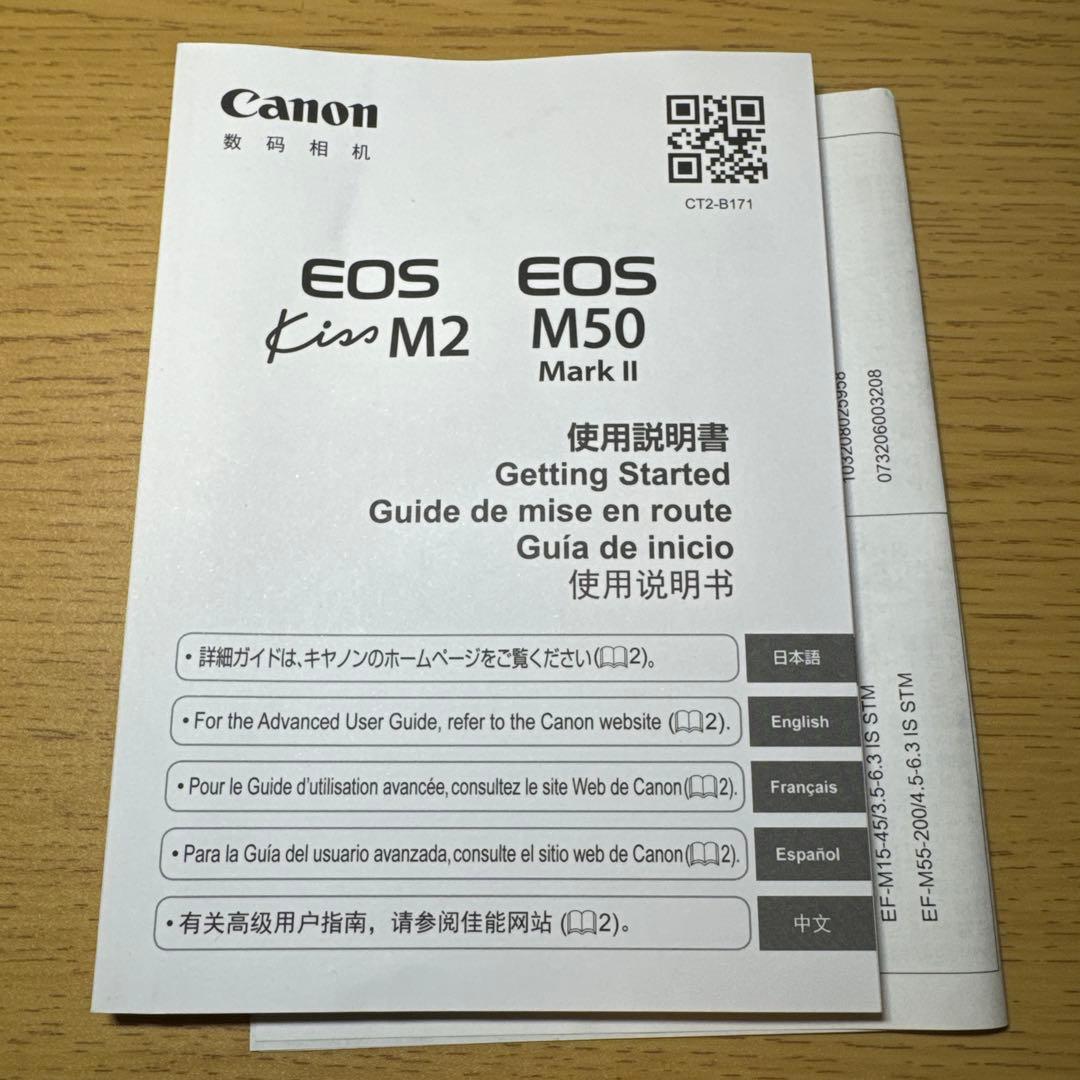 Canon
数码相机
CT2-B171
EOS
Kiss M2
EOS
M50
Mark II
使用説明書
Getting Started
Guide de mise en route
Guía de inicio
使用说明书
• 詳細ガイドは、キヤノンのホームページをご覧ください(2)。
日本語
• For the Advanced User Guide, refer to the Canon website (2).
English
• Pour le Guide d'utilisation avancée, consultez le site Web de Canon(2).
Français
• Para la Guía del usuario avanzada, consulte el sitio web de Canon(2).
Español
• 有关高级用户指南，请参阅佳能网站 (2)。
中文
073206003208
EF-M15-45/3.5-6.3 IS STM
EF-M55-200/4.5-6.3 IS STM